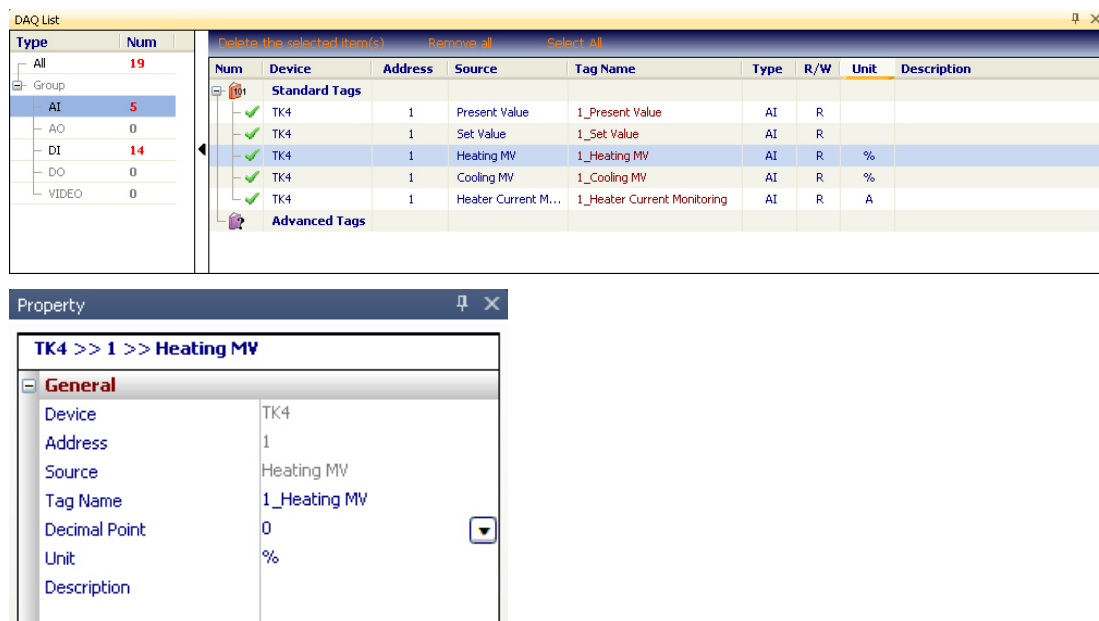 DAQ List
Type Num
All 19
Group
AI 5
AO 0
DI 14
DO 0
VIDEO 0
Delete the selected item(s) Remove all Select All
Num Device Address Source Tag Name Type R/W Unit Description
101 Standard Tags
TK4 1 Present Value 1_Present Value AI R
TK4 1 Set Value 1_Set Value AI R
TK4 1 Heating MV 1_Heating MV AI R %
TK4 1 Cooling MV 1_Cooling MV AI R %
TK4 1 Heater Current M... 1_Heater Current Monitoring AI R A
? Advanced Tags
Property
TK4 >> 1 >> Heating MV
General
Device TK4
Address 1
Source Heating MV
Tag Name 1_Heating MV
Decimal Point 0
Unit %
Description